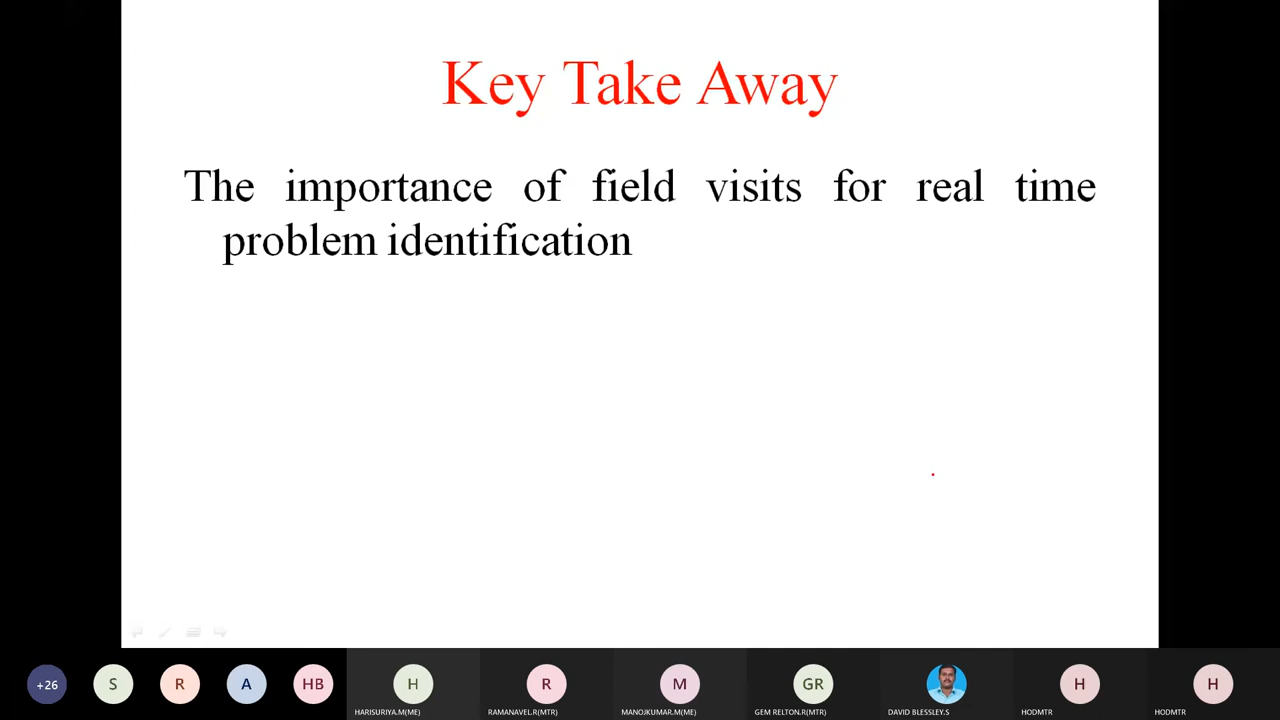 Key Take Away
The importance of field visits for real time
problem identification
+26
S
R
A
HB
H
R
M
GR
H
H
HARISURIYA.M(ME)
RAMANAVEL.R(MTR)
MANOJKUMAR.M(ME)
GEM RELTON.R(MTR)
DAVID BLESSLEY.S
HODMTR
HODMTR